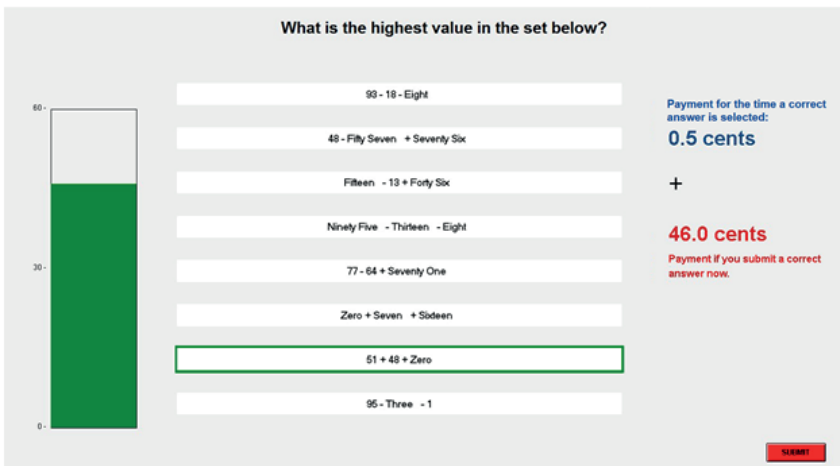 What is the highest value in the set below?
60 -
30 -
0 -
93 - 18 - Eight
48 - Fifty Seven + Seventy Six
Fifteen - 13 + Forty Six
Ninety Five - Thirteen - Eight
77 - 64 + Seventy One
Zero + Seven + Sixteen
51 + 48 + Zero
95 - Three - 1
Payment for the time a correct
answer is selected:
0.5 cents
+
46.0 cents
Payment if you submit a correct
answer now.
SUBMIT